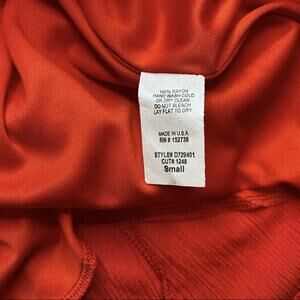 100% RAYON
HAND WASH COLD
OR DRY CLEAN
DO NOT BLEACH
LAY FLAT TO DRY
MADE IN U.S.A
RN # 152738
STYLE# D729401
CUT# 1248
Small